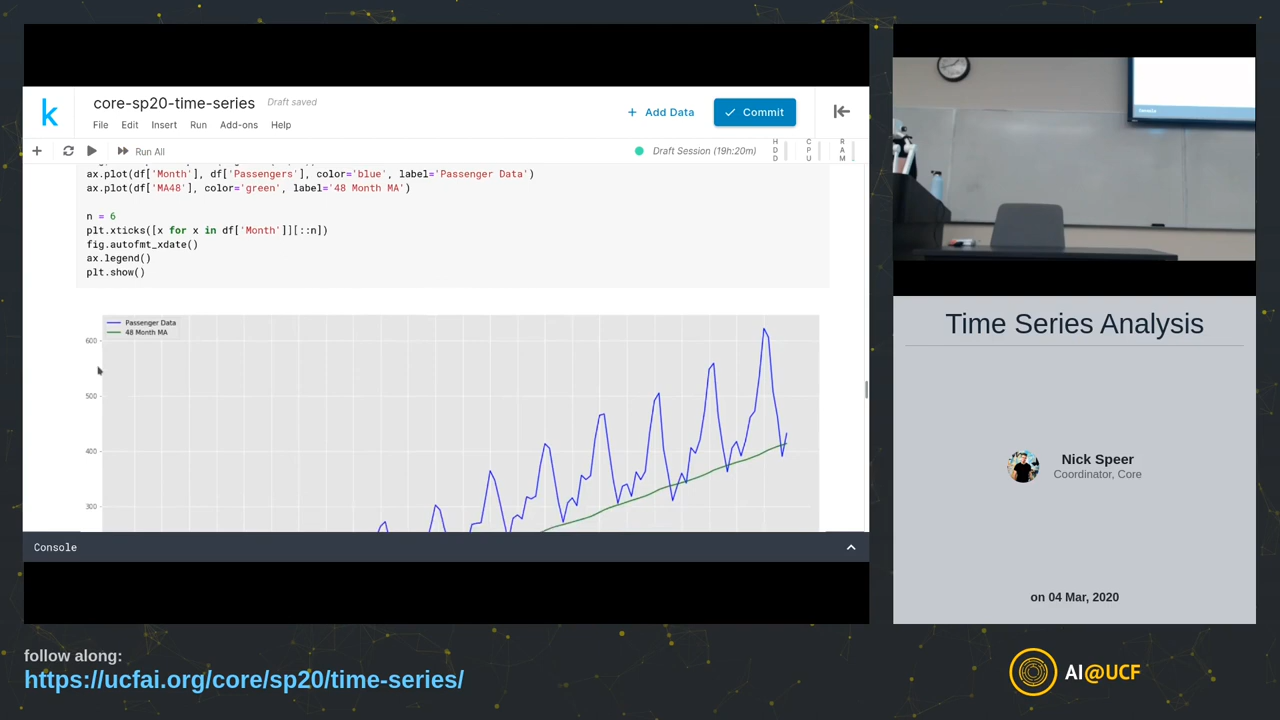 core-sp20-time-series
Draft saved
File Edit Insert Run Add-ons Help
+ Add Data
Commit
Run All
Draft Session (19h:20m)
HDD
CPU
RAM
ax.plot(df['Month'], df['Passengers'], color='blue', label='Passenger Data')
ax.plot(df['MA48'], color='green', label='48 Month MA')
n = 6
plt.xticks([x for x in df['Month']][::n])
fig.autofmt_xdate()
ax.legend()
plt.show()
Passenger Data
48 Month MA
600
500
400
300
Console
Time Series Analysis
Nick Speer
Coordinator, Core
on 04 Mar, 2020
follow along:
https://ucfai.org/core/sp20/time-series/
AI@UCF